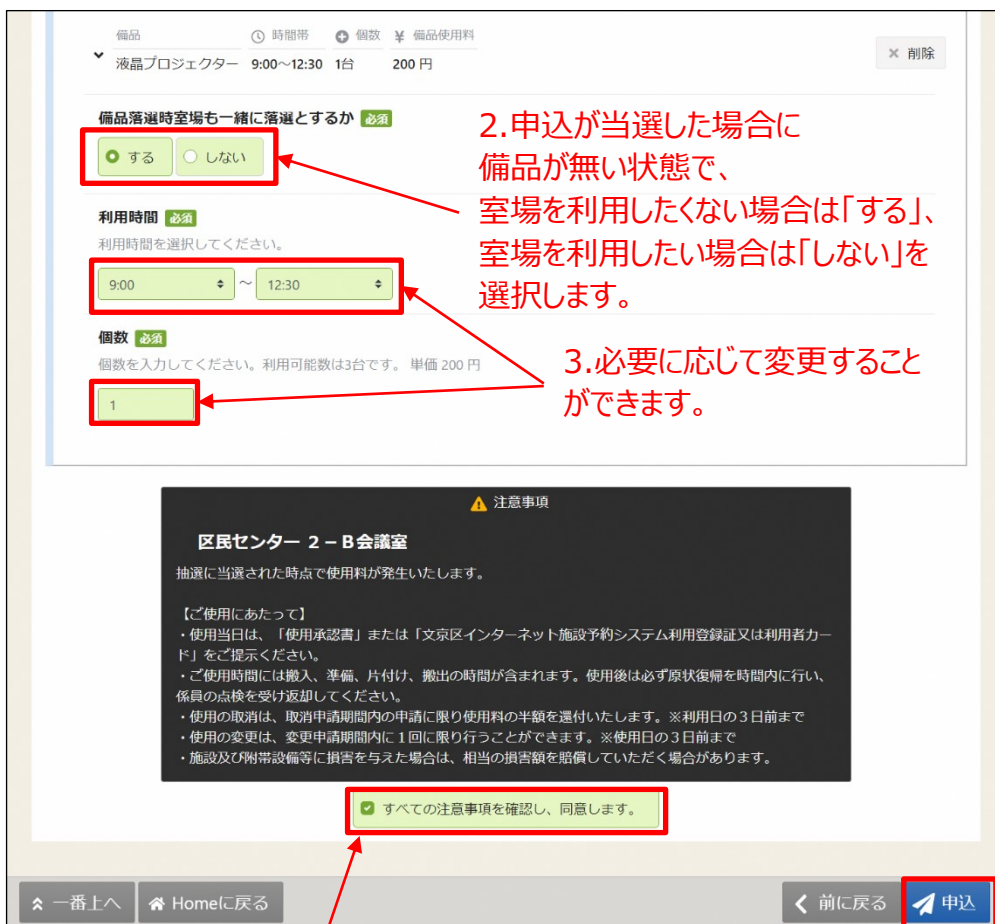 備品 時間帯 個数 ¥ 備品使用料
液晶プロジェクター 9:00～12:30 1台 200 円
× 削除
備品落選時室場も一緒に落選とするか 必須
する しない
2.申込が当選した場合に
備品が無い状態で、
室場を利用したくない場合は「する」、
室場を利用したい場合は「しない」を
選択します。
利用時間 必須
利用時間を選択してください。
9:00 ～ 12:30
個数 必須
個数を入力してください。利用可能数は3台です。 単価 200 円
1
3.必要に応じて変更すること
ができます。
注意事項
区民センター 2－B会議室
抽選に当選された時点で使用料が発生いたします。
【ご使用にあたって】
・使用当日は、「使用承認書」または「文京区インターネット施設予約システム利用登録証又は利用者カー
ド」をご提示ください。
・ご使用時間には搬入、準備、片付け、搬出の時間が含まれます。使用後は必ず原状復帰を時間内に行い、
係員の点検を受け返却してください。
・使用の取消は、取消申請期間内の申請に限り使用料の半額を還付いたします。※利用日の３日前まで
・使用の変更は、変更申請期間内に１回に限り行うことができます。※使用日の３日前まで
・施設及び附帯設備等に損害を与えた場合は、相当の損害額を賠償していただく場合があります。
すべての注意事項を確認し、同意します。
一番上へ Homeに戻る 前に戻る 申込